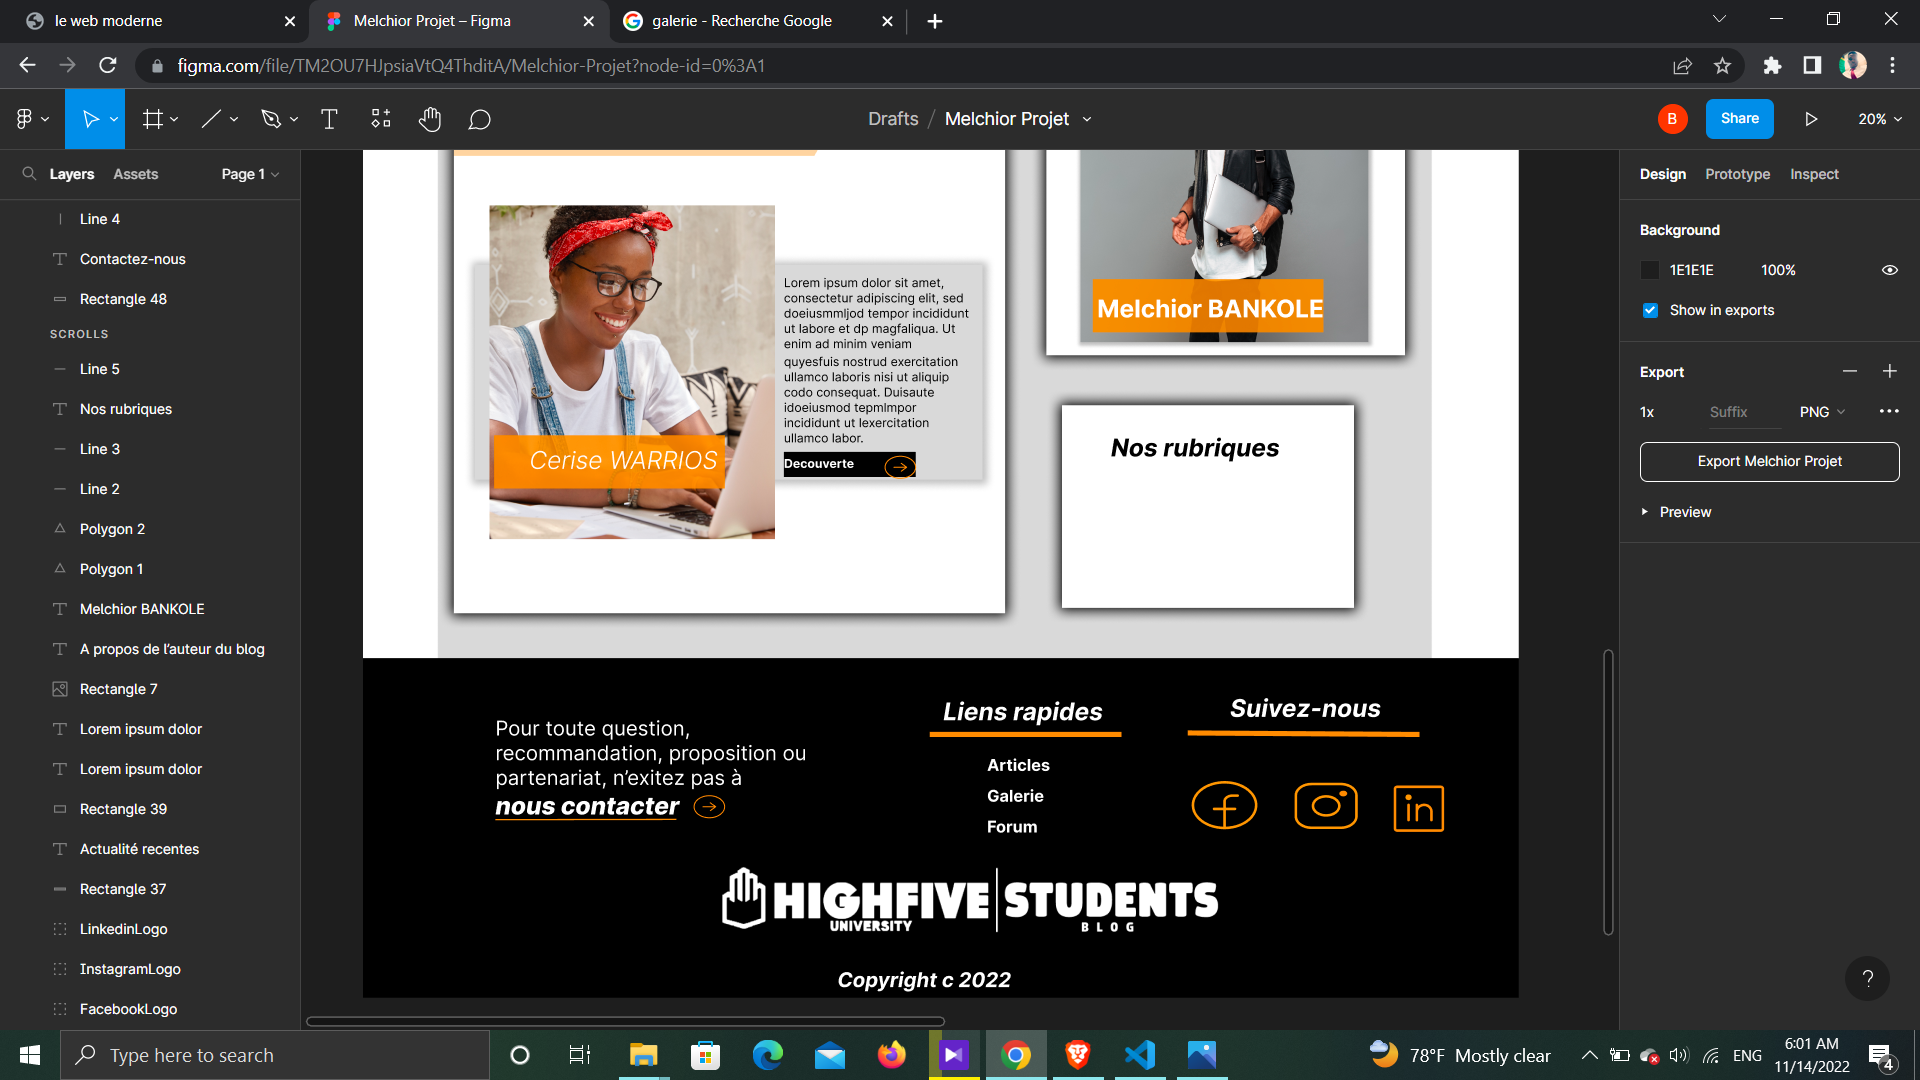 le web moderne
Melchior Projet – Figma
galerie - Recherche Google
figma.com/file/TM2OU7HJpsiaVtQ4ThditA/Melchior-Projet?node-id=0%3A1
Drafts / Melchior Projet
B
Share
20%
Layers
Assets
Page 1
Line 4
Contactez-nous
Rectangle 48
SCROLLS
Line 5
Nos rubriques
Line 3
Line 2
Polygon 2
Polygon 1
Melchior BANKOLE
A propos de l’auteur du blog
Rectangle 7
Lorem ipsum dolor
Lorem ipsum dolor
Rectangle 39
Actualité recentes
Rectangle 37
LinkedinLogo
InstagramLogo
FacebookLogo
Cerise WARRIOS
Lorem ipsum dolor sit amet,
consectetur adipiscing elit, sed
doeiusmmljod tempor incididunt
ut labore et dp magfaliqua. Ut
enim ad minim veniam
quyesfuis nostrud exercitation
ullamco laboris nisi ut aliquip
codo consequat. Duisaute
idoeiusmod tepmlmpor
incididunt ut lexercitation
ullamco labor.
Decouverte
Melchior BANKOLE
Nos rubriques
Pour toute question,
recommandation, proposition ou
partenariat, n’exitez pas à
nous contacter
Liens rapides
Articles
Galerie
Forum
Suivez-nous
in
HIGHFIVE STUDENTS
UNIVERSITY
BLOG
Copyright c 2022
Design
Prototype
Inspect
Background
1E1E1E
100%
Show in exports
Export
1x
Suffix
PNG
Export Melchior Projet
Preview
?
Type here to search
78°F Mostly clear
ENG
6:01 AM
11/14/2022
4